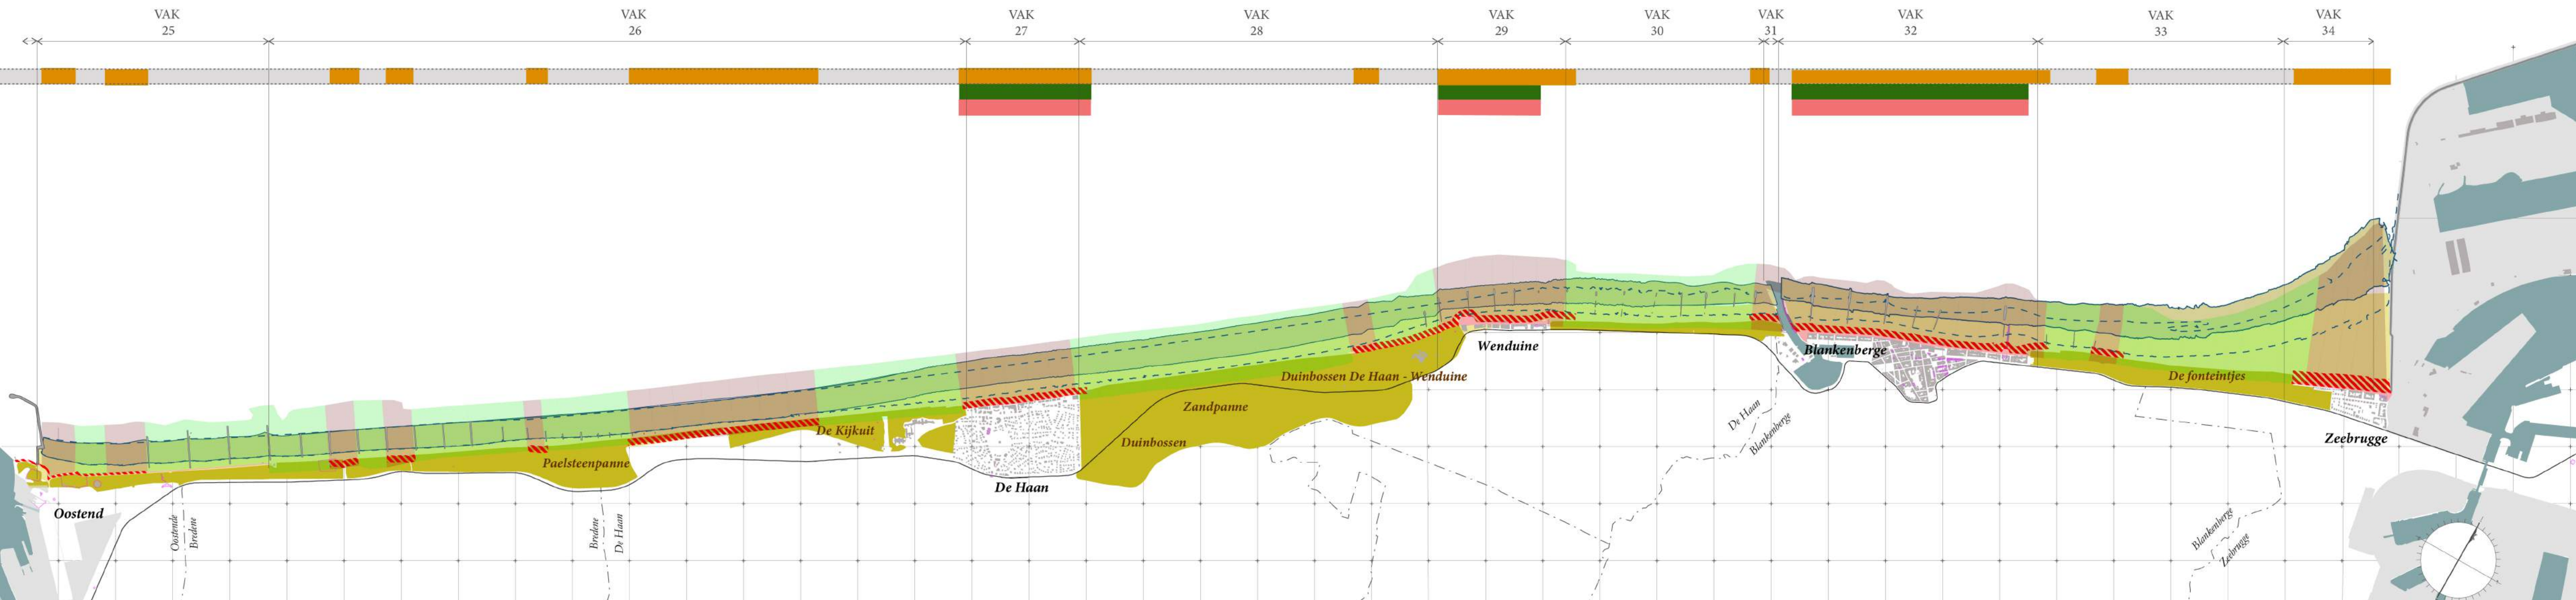 VAK
25
VAK
26
VAK
27
VAK
28
VAK
29
VAK
30
VAK
31
VAK
32
VAK
33
VAK
34
Oostend
Oostende
Bredene
Paelsteenpanne
Bredene
De Haan
De Kijkuit
De Haan
Duinbossen
Zandpanne
Duinbossen De Haan - Wenduine
Wenduine
De Haan
Blankenberge
Blankenberge
De fonteintjes
Blankenberge
Zeebrugge
Zeebrugge